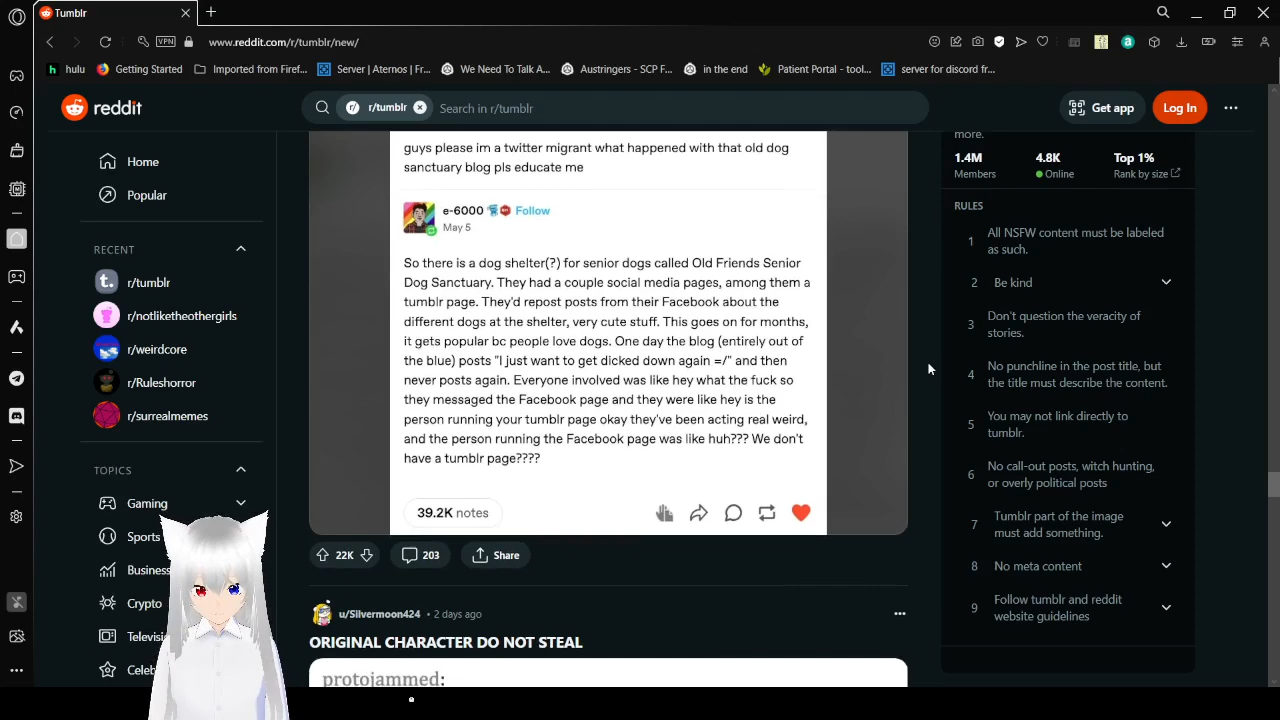 Tumblr
VPN
www.reddit.com/r/tumblr/new/
hulu
Getting Started
Imported from Firef...
Server | Aternos | Fr...
We Need To Talk A...
Austringers - SCP F...
in the end
Patient Portal - tool...
server for discord fr...
reddit
r/
r/tumblr
Search in r/tumblr
Get app
Log In
Home
Popular
RECENT
r/tumblr
r/notliketheothergirls
r/weirdcore
r/Ruleshorror
r/surrealmemes
TOPICS
Gaming
Sports
Business
Crypto
Televisi
Celeb
guys please im a twitter migrant what happened with that old dog
sanctuary blog pls educate me
e-6000
Follow
May 5
So there is a dog shelter(?) for senior dogs called Old Friends Senior
Dog Sanctuary. They had a couple social media pages, among them a
tumblr page. They'd repost posts from their Facebook about the
different dogs at the shelter, very cute stuff. This goes on for months,
it gets popular bc people love dogs. One day the blog (entirely out of
the blue) posts "I just want to get dicked down again =/" and then
never posts again. Everyone involved was like hey what the fuck so
they messaged the Facebook page and they were like hey is the
person running your tumblr page okay they've been acting real weird,
and the person running the Facebook page was like huh??? We don't
have a tumblr page????
39.2K notes
22K
203
Share
u/Silvermoon424 • 2 days ago
ORIGINAL CHARACTER DO NOT STEAL
protojammed:
more.
1.4M
Members
4.8K
Online
Top 1%
Rank by size
RULES
1 All NSFW content must be labeled
as such.
2 Be kind
3 Don't question the veracity of
stories.
4 No punchline in the post title, but
the title must describe the content.
5 You may not link directly to
tumblr.
6 No call-out posts, witch hunting,
or overly political posts
7 Tumblr part of the image
must add something.
8 No meta content
9 Follow tumblr and reddit
website guidelines